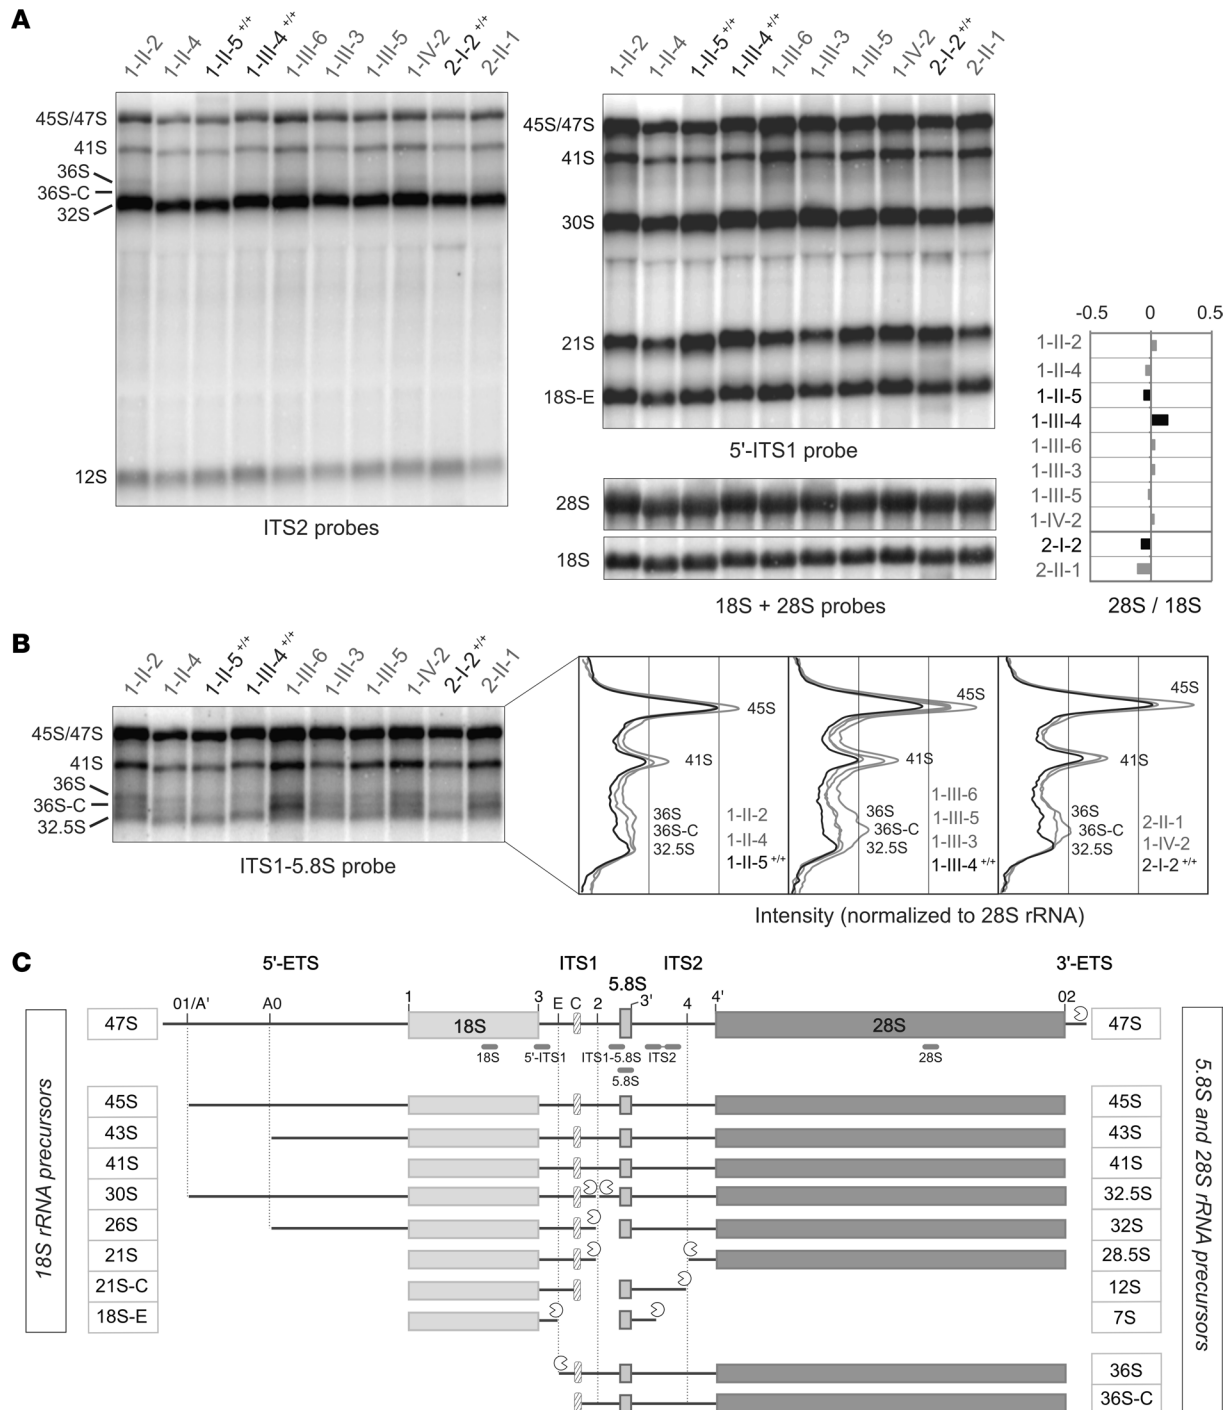 A
1-II-2 1-II-4 1-II-5+/+ 1-III-4+/+ 1-III-6 1-III-3 1-III-5 1-IV-2 2-I-2+/+ 2-II-1
45S/47S
41S
36S
36S-C
32S
12S
ITS2 probes
1-II-2 1-II-4 1-II-5+/+ 1-III-4+/+ 1-III-6 1-III-3 1-III-5 1-IV-2 2-I-2+/+ 2-II-1
45S/47S
41S
30S
21S
18S-E
5'-ITS1 probe
28S
18S
18S + 28S probes
-0.5 0 0.5
1-II-2
1-II-4
1-II-5
1-III-4
1-III-6
1-III-3
1-III-5
1-IV-2
2-I-2
2-II-1
28S / 18S
B
1-II-2 1-II-4 1-II-5+/+ 1-III-4+/+ 1-III-6 1-III-3 1-III-5 1-IV-2 2-I-2+/+ 2-II-1
45S/47S
41S
36S
36S-C
32.5S
ITS1-5.8S probe
45S
41S
36S
36S-C
32.5S
1-II-2
1-II-4
1-II-5+/+
45S
41S
36S
36S-C
32.5S
1-III-6
1-III-5
1-III-3
1-III-4+/+
45S
41S
36S
36S-C
32.5S
2-II-1
1-IV-2
2-I-2+/+
Intensity (normalized to 28S rRNA)
C
5'-ETS ITS1 ITS2 3'-ETS
5.8S
01/A' A0 1 3 E C 2 3' 4 4' 02
47S 18S 28S 47S
18S 5'-ITS1 ITS1-5.8S ITS2 28S
5.8S
18S rRNA precursors
5.8S and 28S rRNA precursors
45S 45S
43S 43S
41S 41S
30S 32.5S
26S 32S
21S 28.5S
21S-C 12S
18S-E 7S
36S
36S-C